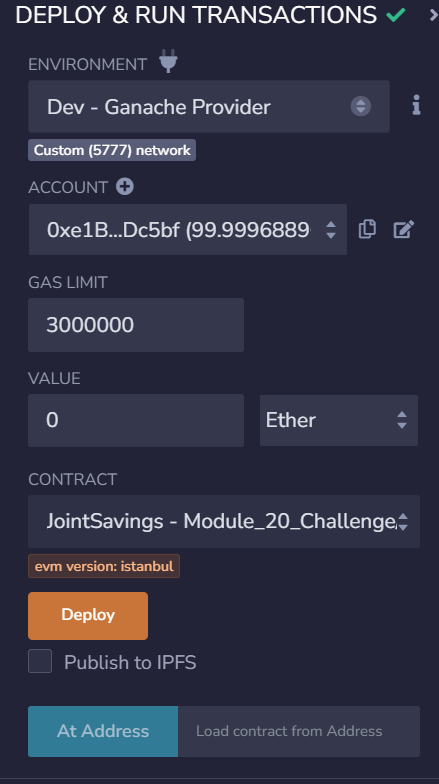 DEPLOY & RUN TRANSACTIONS
ENVIRONMENT
Dev - Ganache Provider
Custom (5777) network
ACCOUNT
0xe1B...Dc5bf (99.9996889
GAS LIMIT
3000000
VALUE
0 Ether
CONTRACT
JointSavings - Module_20_Challenge
evm version: istanbul
Deploy
Publish to IPFS
At Address Load contract from Address